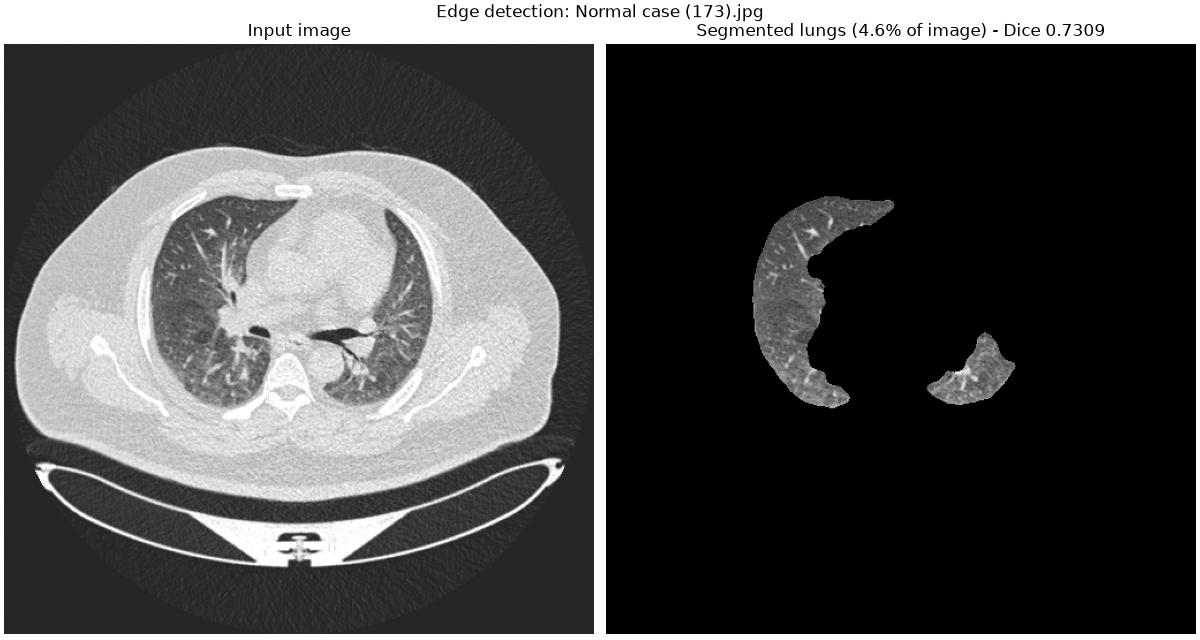 Edge detection: Normal case (173).jpg
Input image
Segmented lungs (4.6% of image) - Dice 0.7309